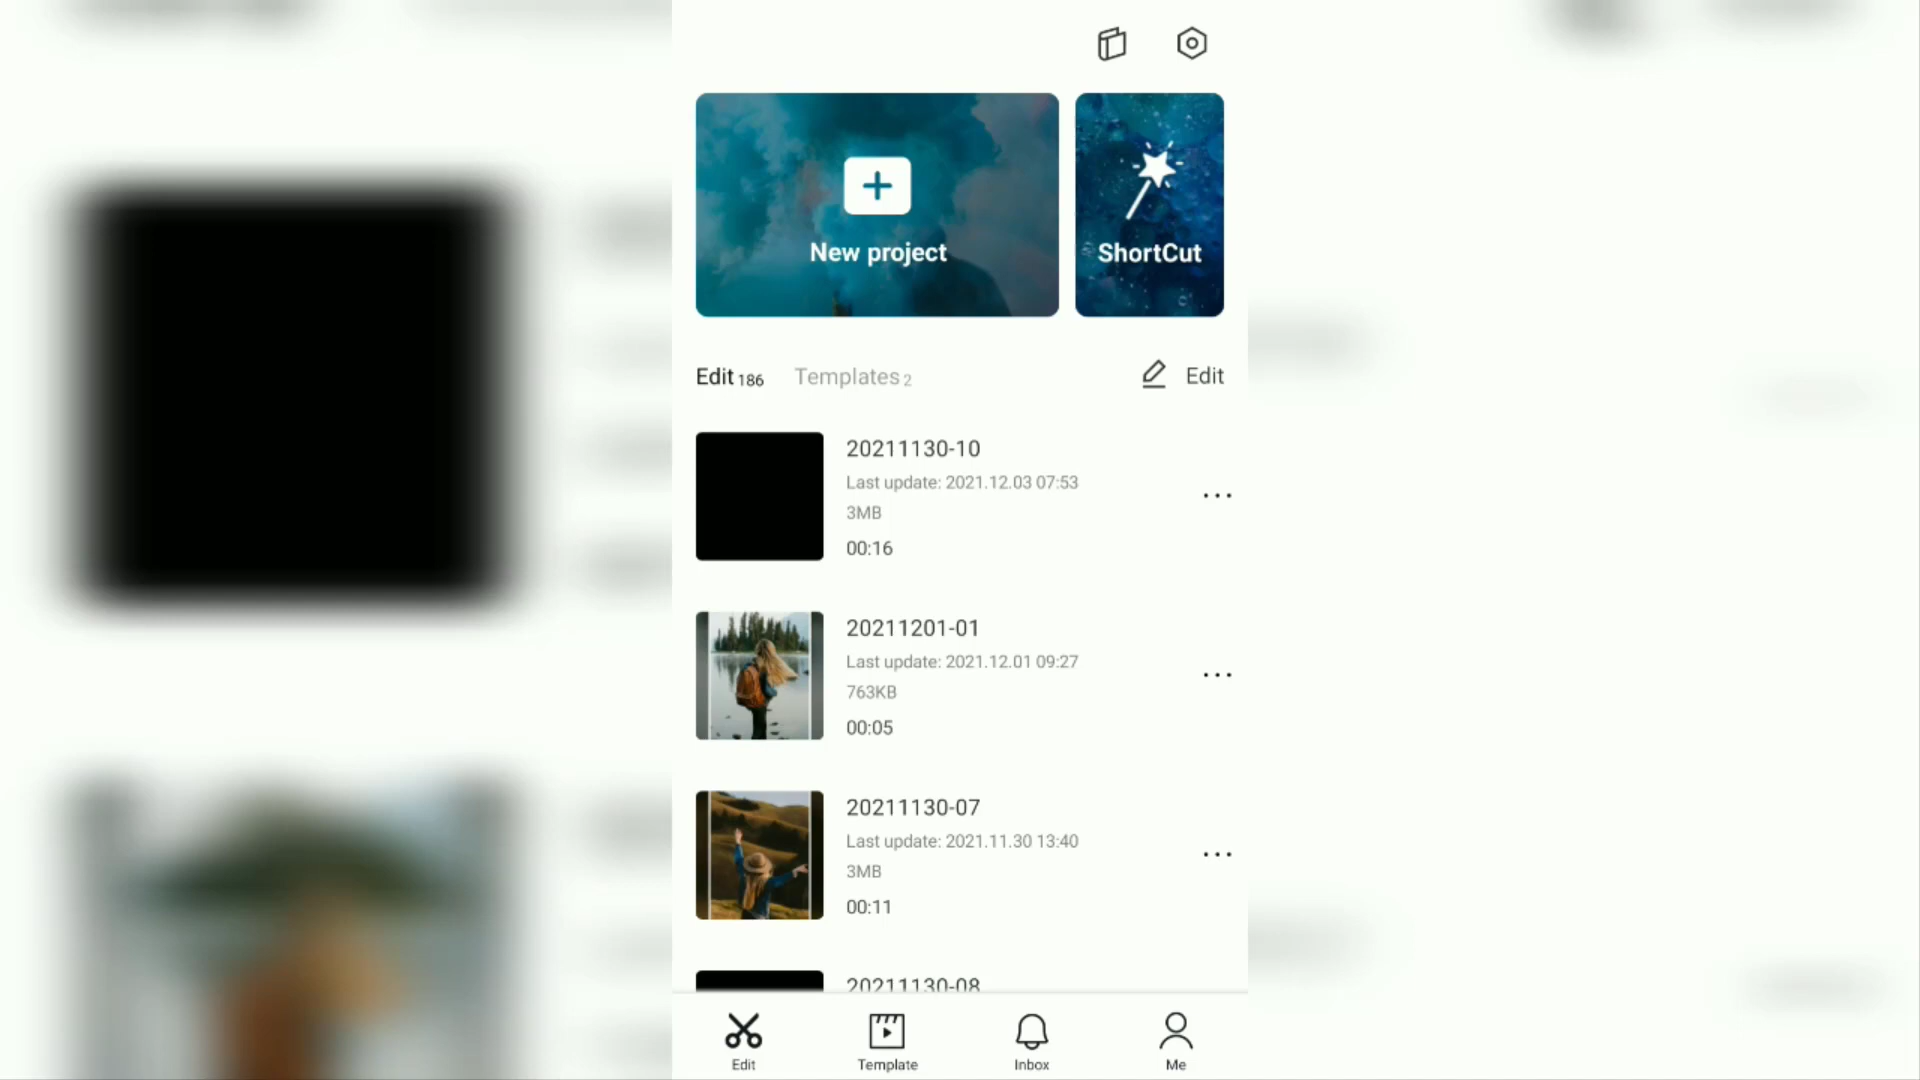 New project
ShortCut
Edit 186
Templates 2
Edit
20211130-10
Last update: 2021.12.03 07:53
3MB
00:16
20211201-01
Last update: 2021.12.01 09:27
763KB
00:05
20211130-07
Last update: 2021.11.30 13:40
3MB
00:11
20211130-08
Edit
Template
Inbox
Me